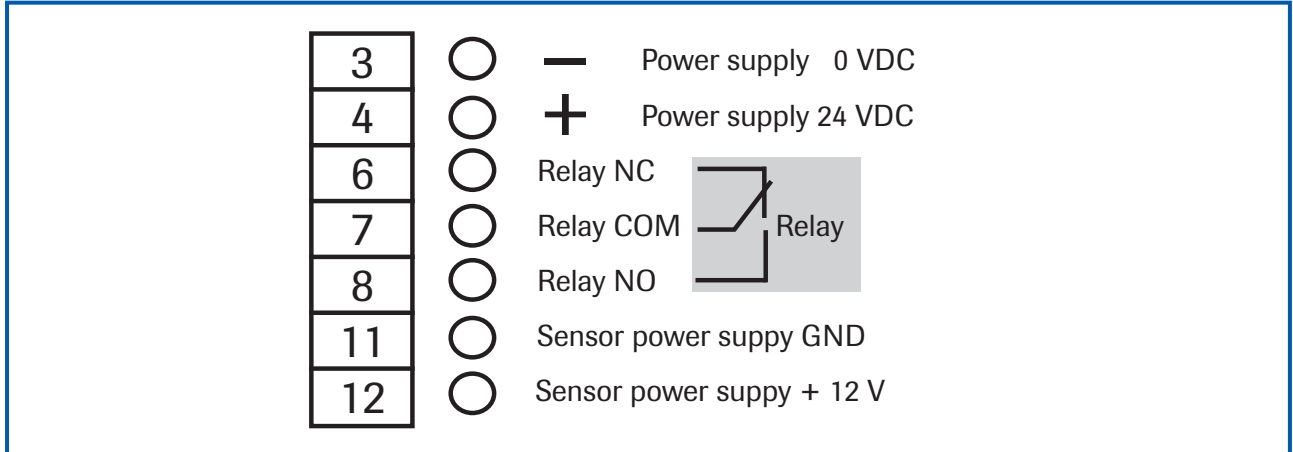 3 − Power supply 0 VDC
4 + Power supply 24 VDC
6 Relay NC
7 Relay COM Relay
8 Relay NO
11 Sensor power suppy GND
12 Sensor power suppy + 12 V